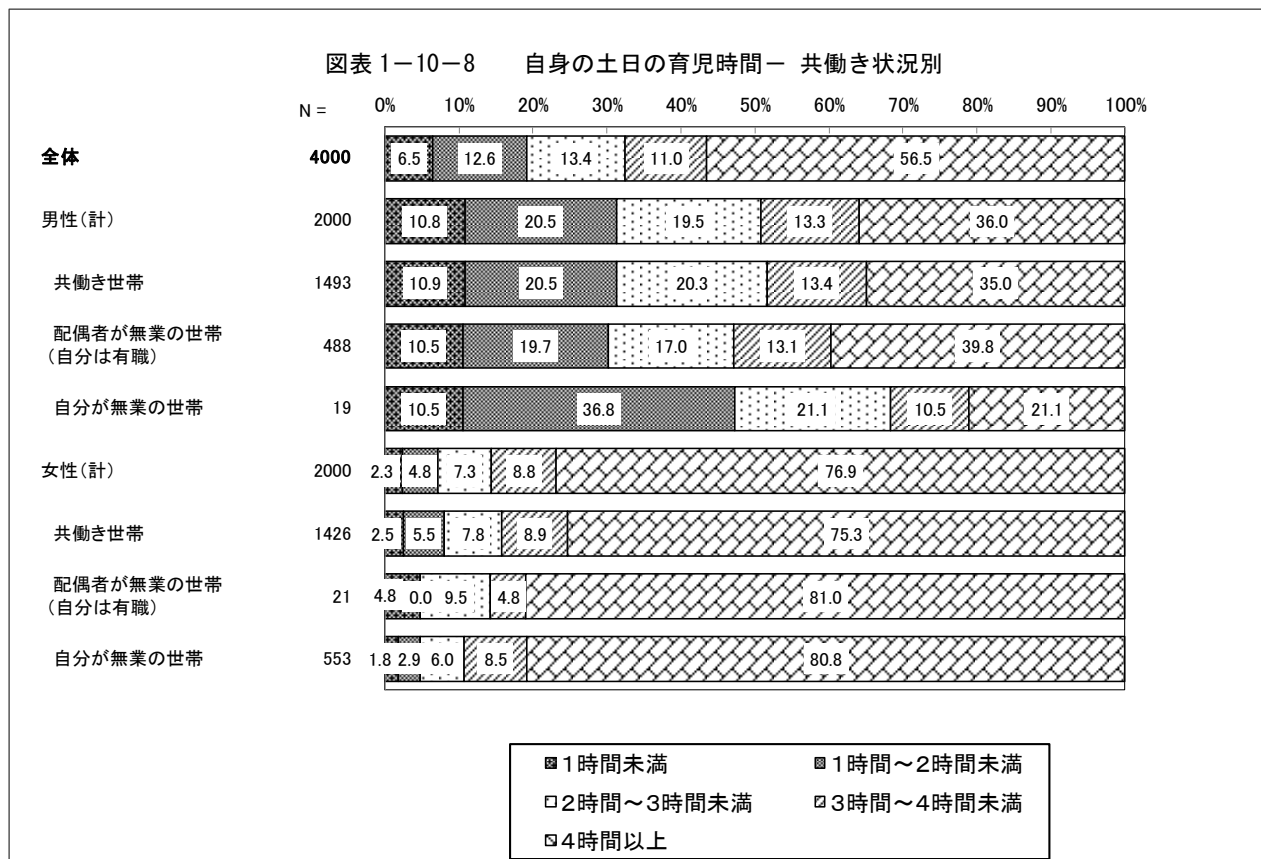 図表 1－10－8　　自身の土日の育児時間－ 共働き状況別
N = 0% 10% 20% 30% 40% 50% 60% 70% 80% 90% 100%
全体 4000 6.5 12.6 13.4 11.0 56.5
男性(計) 2000 10.8 20.5 19.5 13.3 36.0
共働き世帯 1493 10.9 20.5 20.3 13.4 35.0
配偶者が無業の世帯
(自分は有職) 488 10.5 19.7 17.0 13.1 39.8
自分が無業の世帯 19 10.5 36.8 21.1 10.5 21.1
女性(計) 2000 2.3 4.8 7.3 8.8 76.9
共働き世帯 1426 2.5 5.5 7.8 8.9 75.3
配偶者が無業の世帯
(自分は有職) 21 4.8 0.0 9.5 4.8 81.0
自分が無業の世帯 553 1.8 2.9 6.0 8.5 80.8
1時間未満 1時間～2時間未満
2時間～3時間未満 3時間～4時間未満
4時間以上